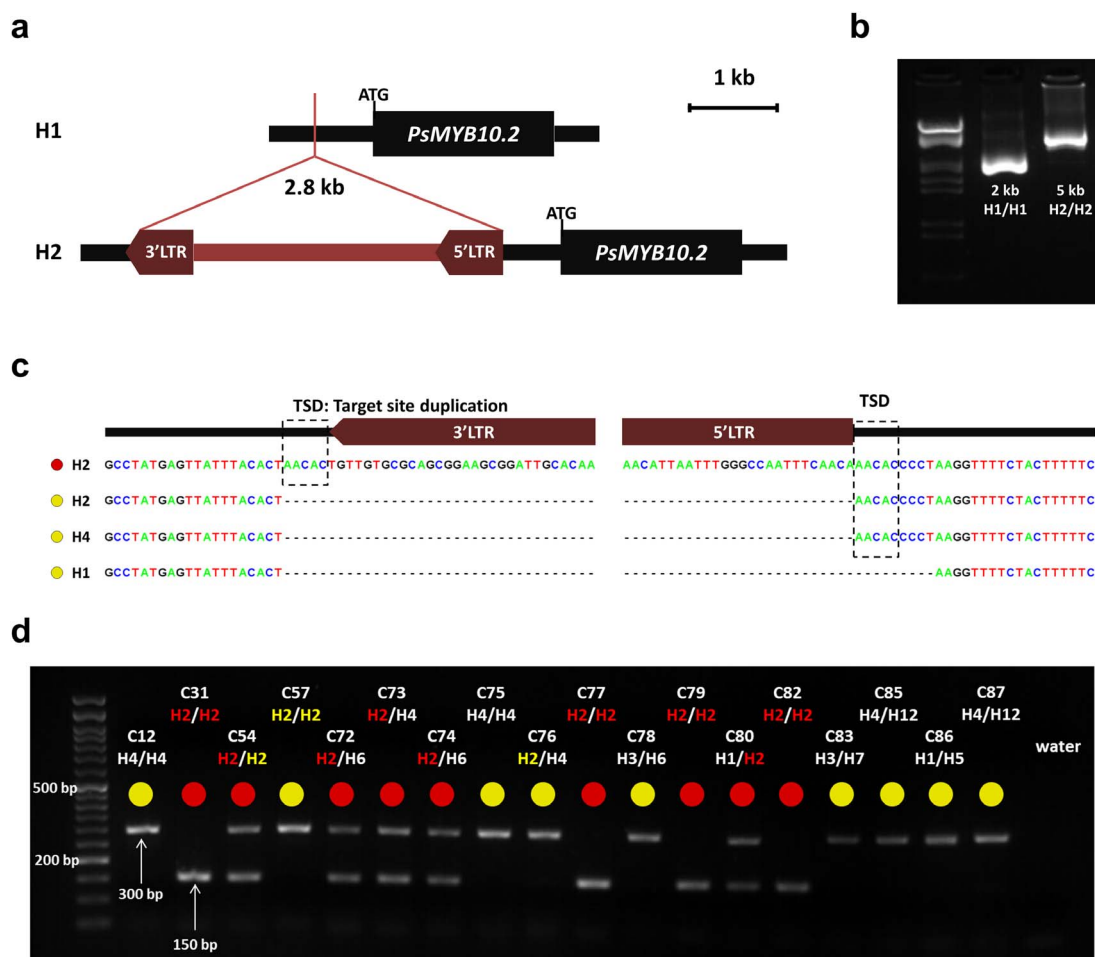 a
b
1 kb
ATG
H1
PsMYB10.2
2.8 kb
ATG
H2
3'LTR
5'LTR
PsMYB10.2
2 kb
H1/H1
5 kb
H2/H2
c
TSD: Target site duplication
TSD
3'LTR
5'LTR
H2 GCCTATGAGTTATTTACACTAACACTGTTGTGCGCAGCGGAAGCGGATTGCACAA AACATTAATTTGGGCCAATTTCAACAAACACCCCTAAGGTTTTCTACTTTTTC
H2 GCCTATGAGTTATTTACACT AACACCCCTAAGGTTTTCTACTTTTTC
H4 GCCTATGAGTTATTTACACT AACACCCCTAAGGTTTTCTACTTTTTC
H1 GCCTATGAGTTATTTACACT AAGGTTTTCTACTTTTTC
d
C31 C57 C73 C75 C77 C79 C82 C85 C87
H2/H2 H2/H2 H2/H4 H4/H4 H2/H2 H2/H2 H2/H2 H4/H12 H4/H12
C12 C54 C72 C74 C76 C78 C80 C83 C86 water
H4/H4 H2/H2 H2/H6 H2/H6 H2/H4 H3/H6 H1/H2 H3/H7 H1/H5
500 bp
200 bp
300 bp
150 bp